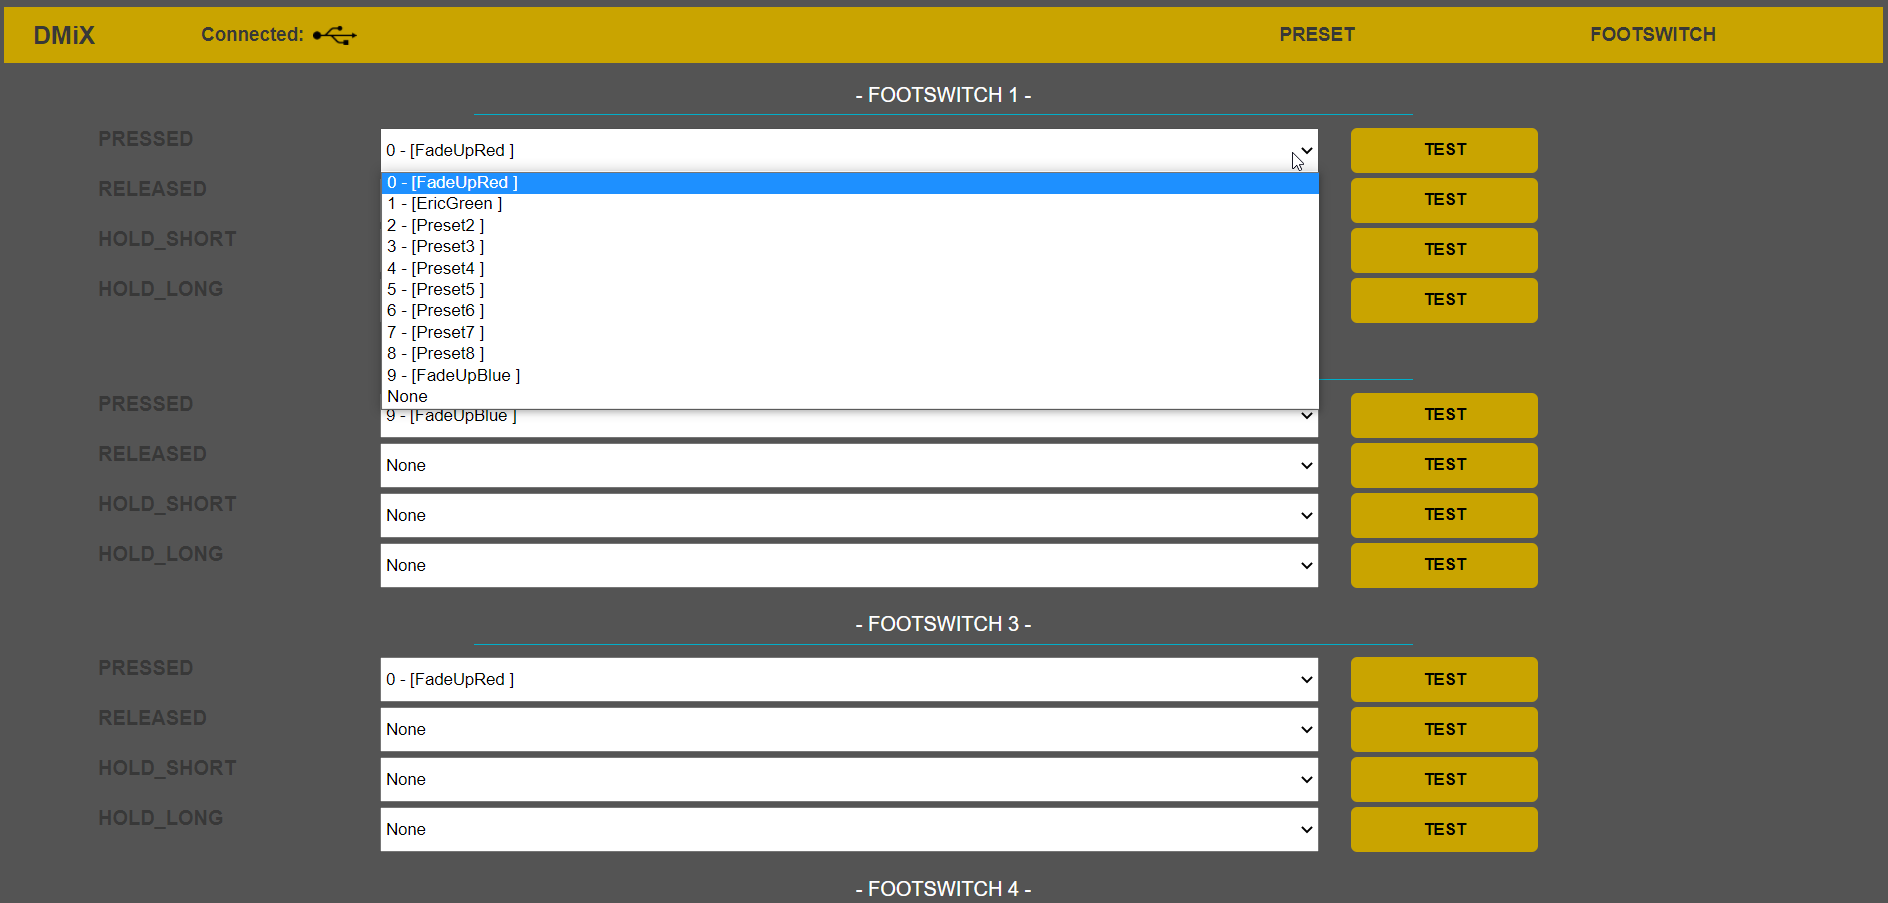 DMiX Connected: PRESET FOOTSWITCH
- FOOTSWITCH 1 -
PRESSED 0 - [FadeUpRed ] TEST
0 - [FadeUpRed ]
RELEASED 1 - [EricGreen ] TEST
2 - [Preset2 ]
HOLD_SHORT 3 - [Preset3 ] TEST
4 - [Preset4 ]
HOLD_LONG 5 - [Preset5 ] TEST
6 - [Preset6 ]
7 - [Preset7 ]
8 - [Preset8 ]
9 - [FadeUpBlue ]
None
PRESSED 9 - [FadeUpBlue ] TEST
RELEASED None TEST
HOLD_SHORT None TEST
HOLD_LONG None TEST
- FOOTSWITCH 3 -
PRESSED 0 - [FadeUpRed ] TEST
RELEASED None TEST
HOLD_SHORT None TEST
HOLD_LONG None TEST
- FOOTSWITCH 4 -